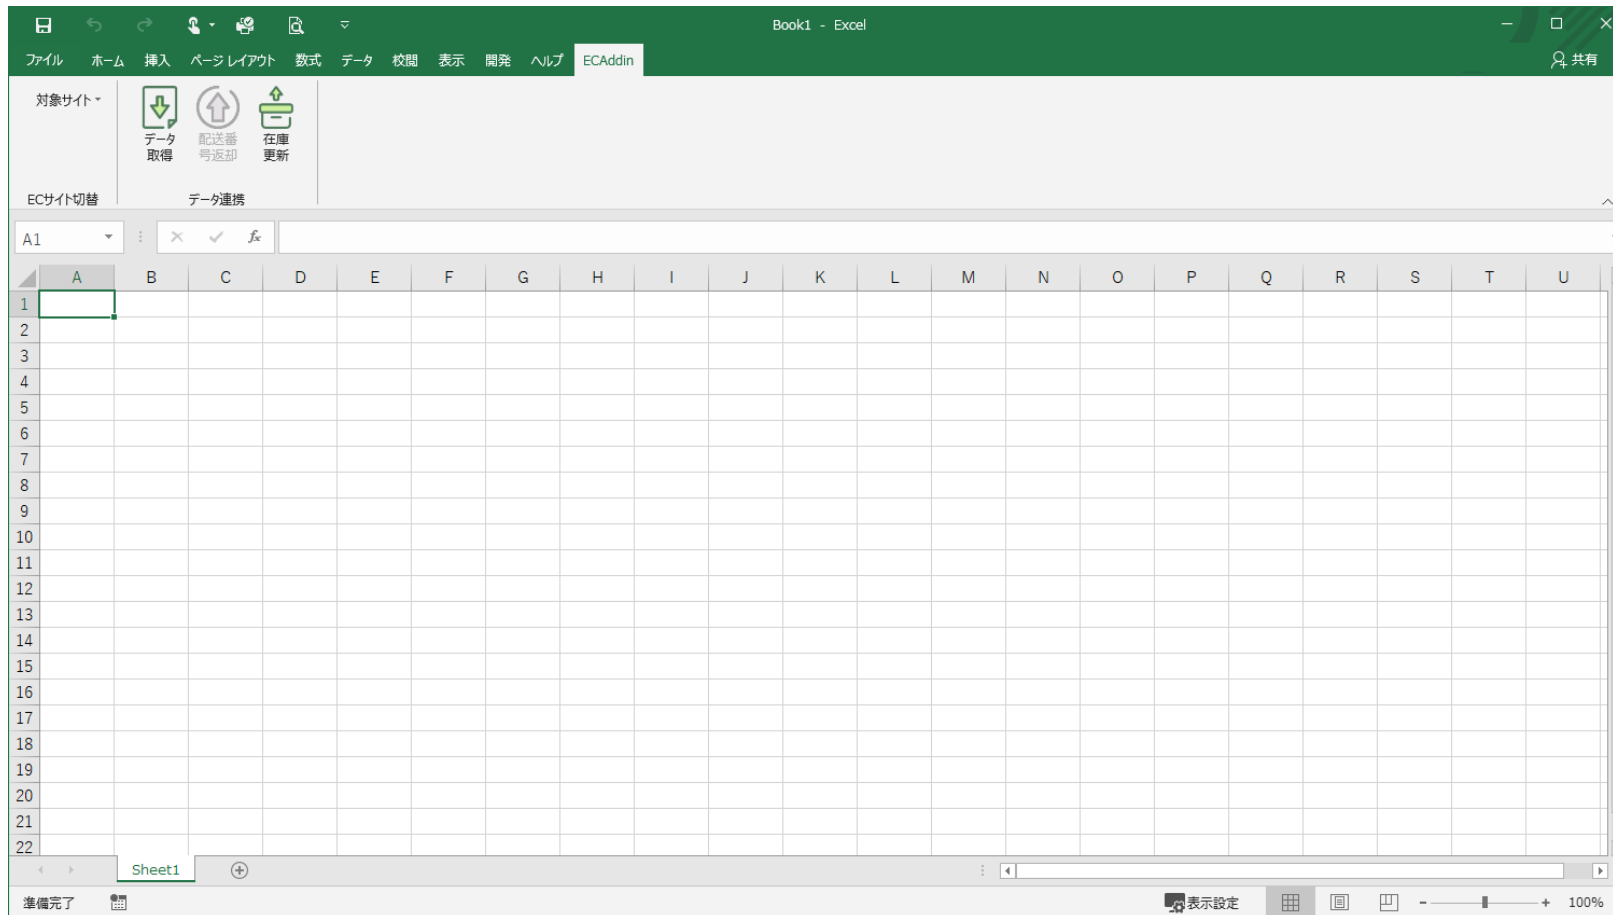 Book1 - Excel
ファイル ホーム 挿入 ページ レイアウト 数式 データ 校閲 表示 開発 ヘルプ ECAddin 共有
対象サイト
データ
取得
配送番
号返却
在庫
更新
ECサイト切替 データ連携
A1 fx
A B C D E F G H I J K L M N O P Q R S T U
1
2
3
4
5
6
7
8
9
10
11
12
13
14
15
16
17
18
19
20
21
22
Sheet1
準備完了 表示設定 - + 100%